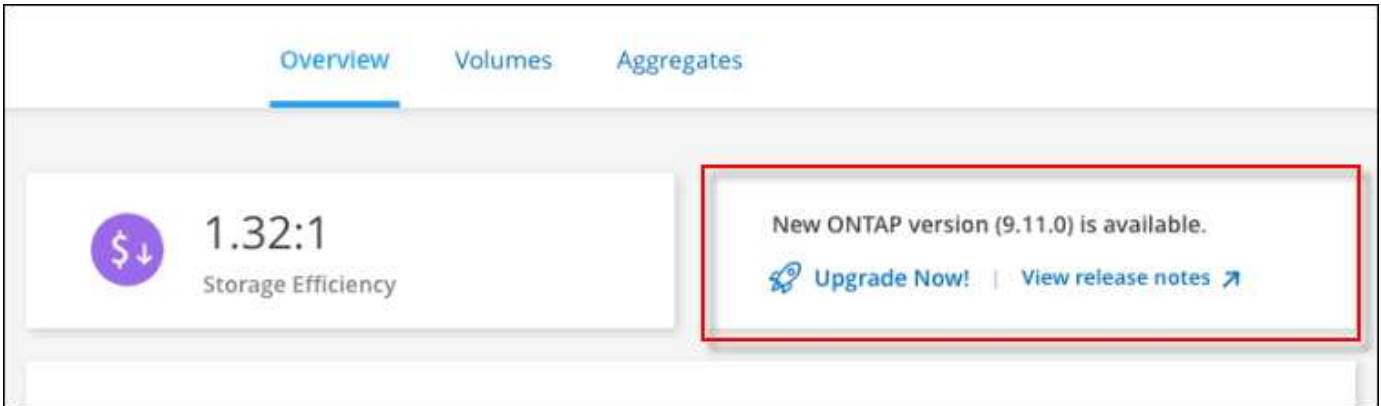 Overview Volumes Aggregates
1.32:1
Storage Efficiency
New ONTAP version (9.11.0) is available.
Upgrade Now! | View release notes